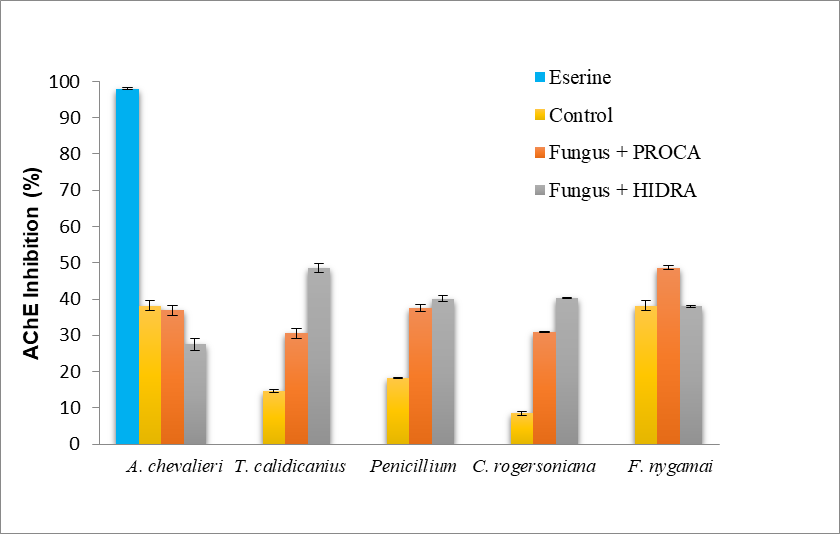 Eserine
Control
Fungus + PROCA
Fungus + HIDRA
AChE Inhibition (%)
100
90
80
70
60
50
40
30
20
10
0
A. chevalieri T. calidicanius Penicillium C. rogersoniana F. nygamai